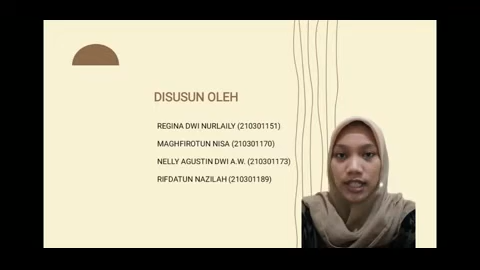 DISUSUN OLEH
REGINA DWI NURLAILY (210301151)
MAGHFIROTUN NISA (210301170)
NELLY AGUSTIN DWI A.W. (210301173)
RIFDATUN NAZILAH (210301189)